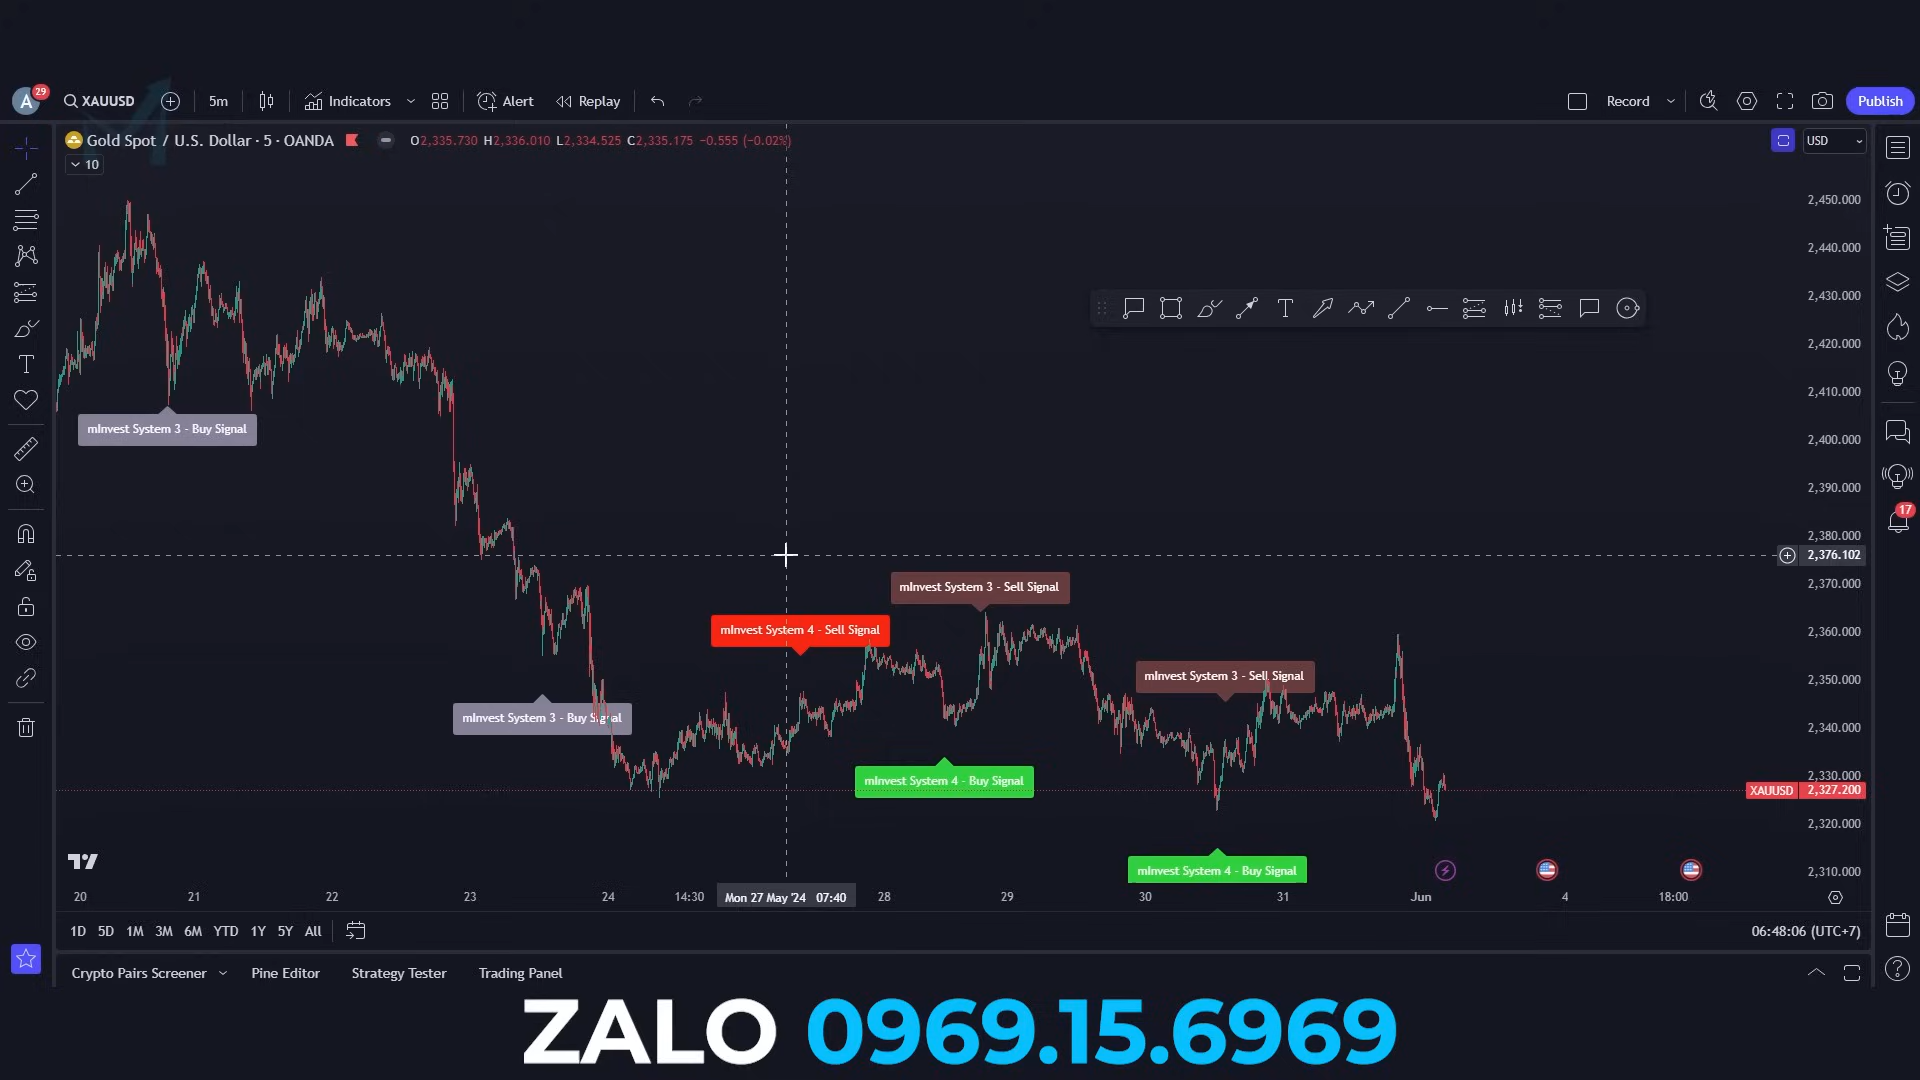 A 29 XAUUSD 5m Indicators Alert Replay Record Publish
Gold Spot / U.S. Dollar · 5 · OANDA O2,335.730 H2,336.010 L2,334.525 C2,335.175 −0.555 (−0.02%) USD
10
2,450.000
2,440.000
2,430.000
2,420.000
2,410.000
mInvest System 3 - Buy Signal
2,400.000
2,390.000
17
2,380.000
2,376.102
2,370.000
mInvest System 3 - Sell Signal
mInvest System 4 - Sell Signal
2,360.000
mInvest System 3 - Sell Signal
2,350.000
mInvest System 3 - Buy Signal
2,340.000
mInvest System 4 - Buy Signal
2,330.000
XAUUSD 2,327.200
2,320.000
mInvest System 4 - Buy Signal
2,310.000
20 21 22 23 24 14:30 Mon 27 May '24 07:40 28 29 30 31 Jun 4 18:00
1D 5D 1M 3M 6M YTD 1Y 5Y All 06:48:06 (UTC+7)
Crypto Pairs Screener Pine Editor Strategy Tester Trading Panel
ZALO 0969.15.6969